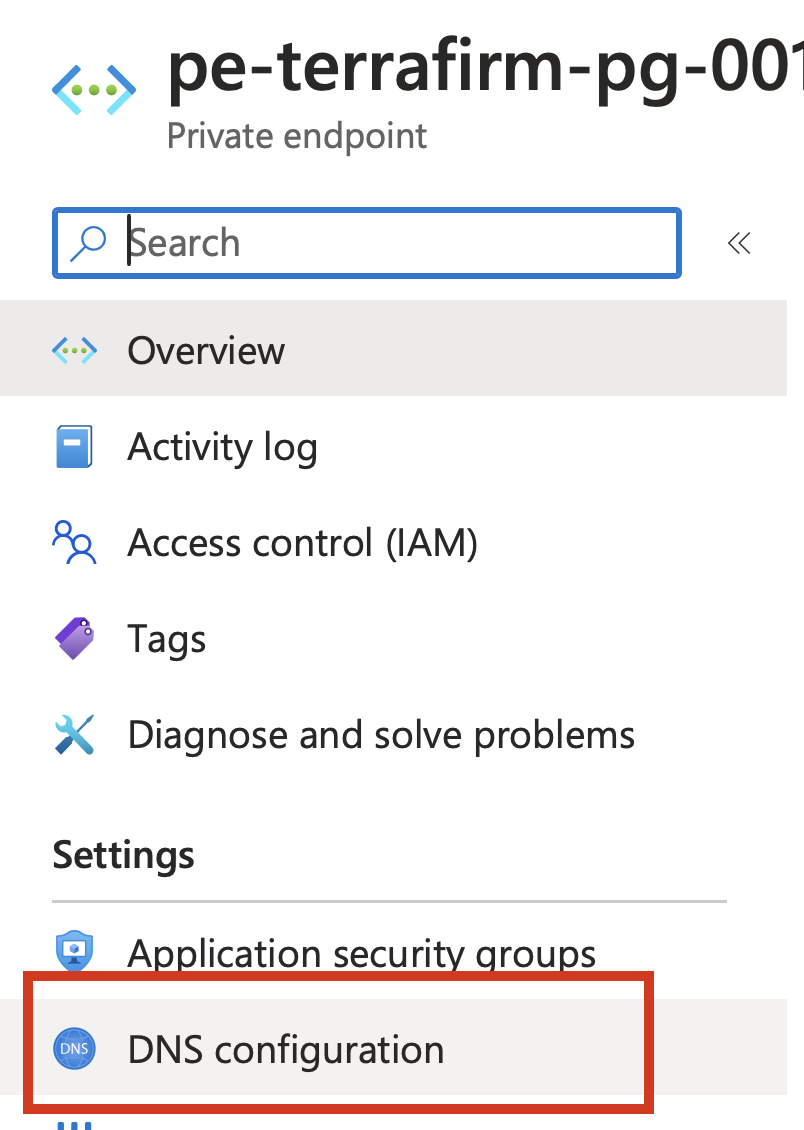 pe-terrafirm-pg-001
Private endpoint
Search
Overview
Activity log
Access control (IAM)
Tags
Diagnose and solve problems
Settings
Application security groups
DNS
DNS configuration